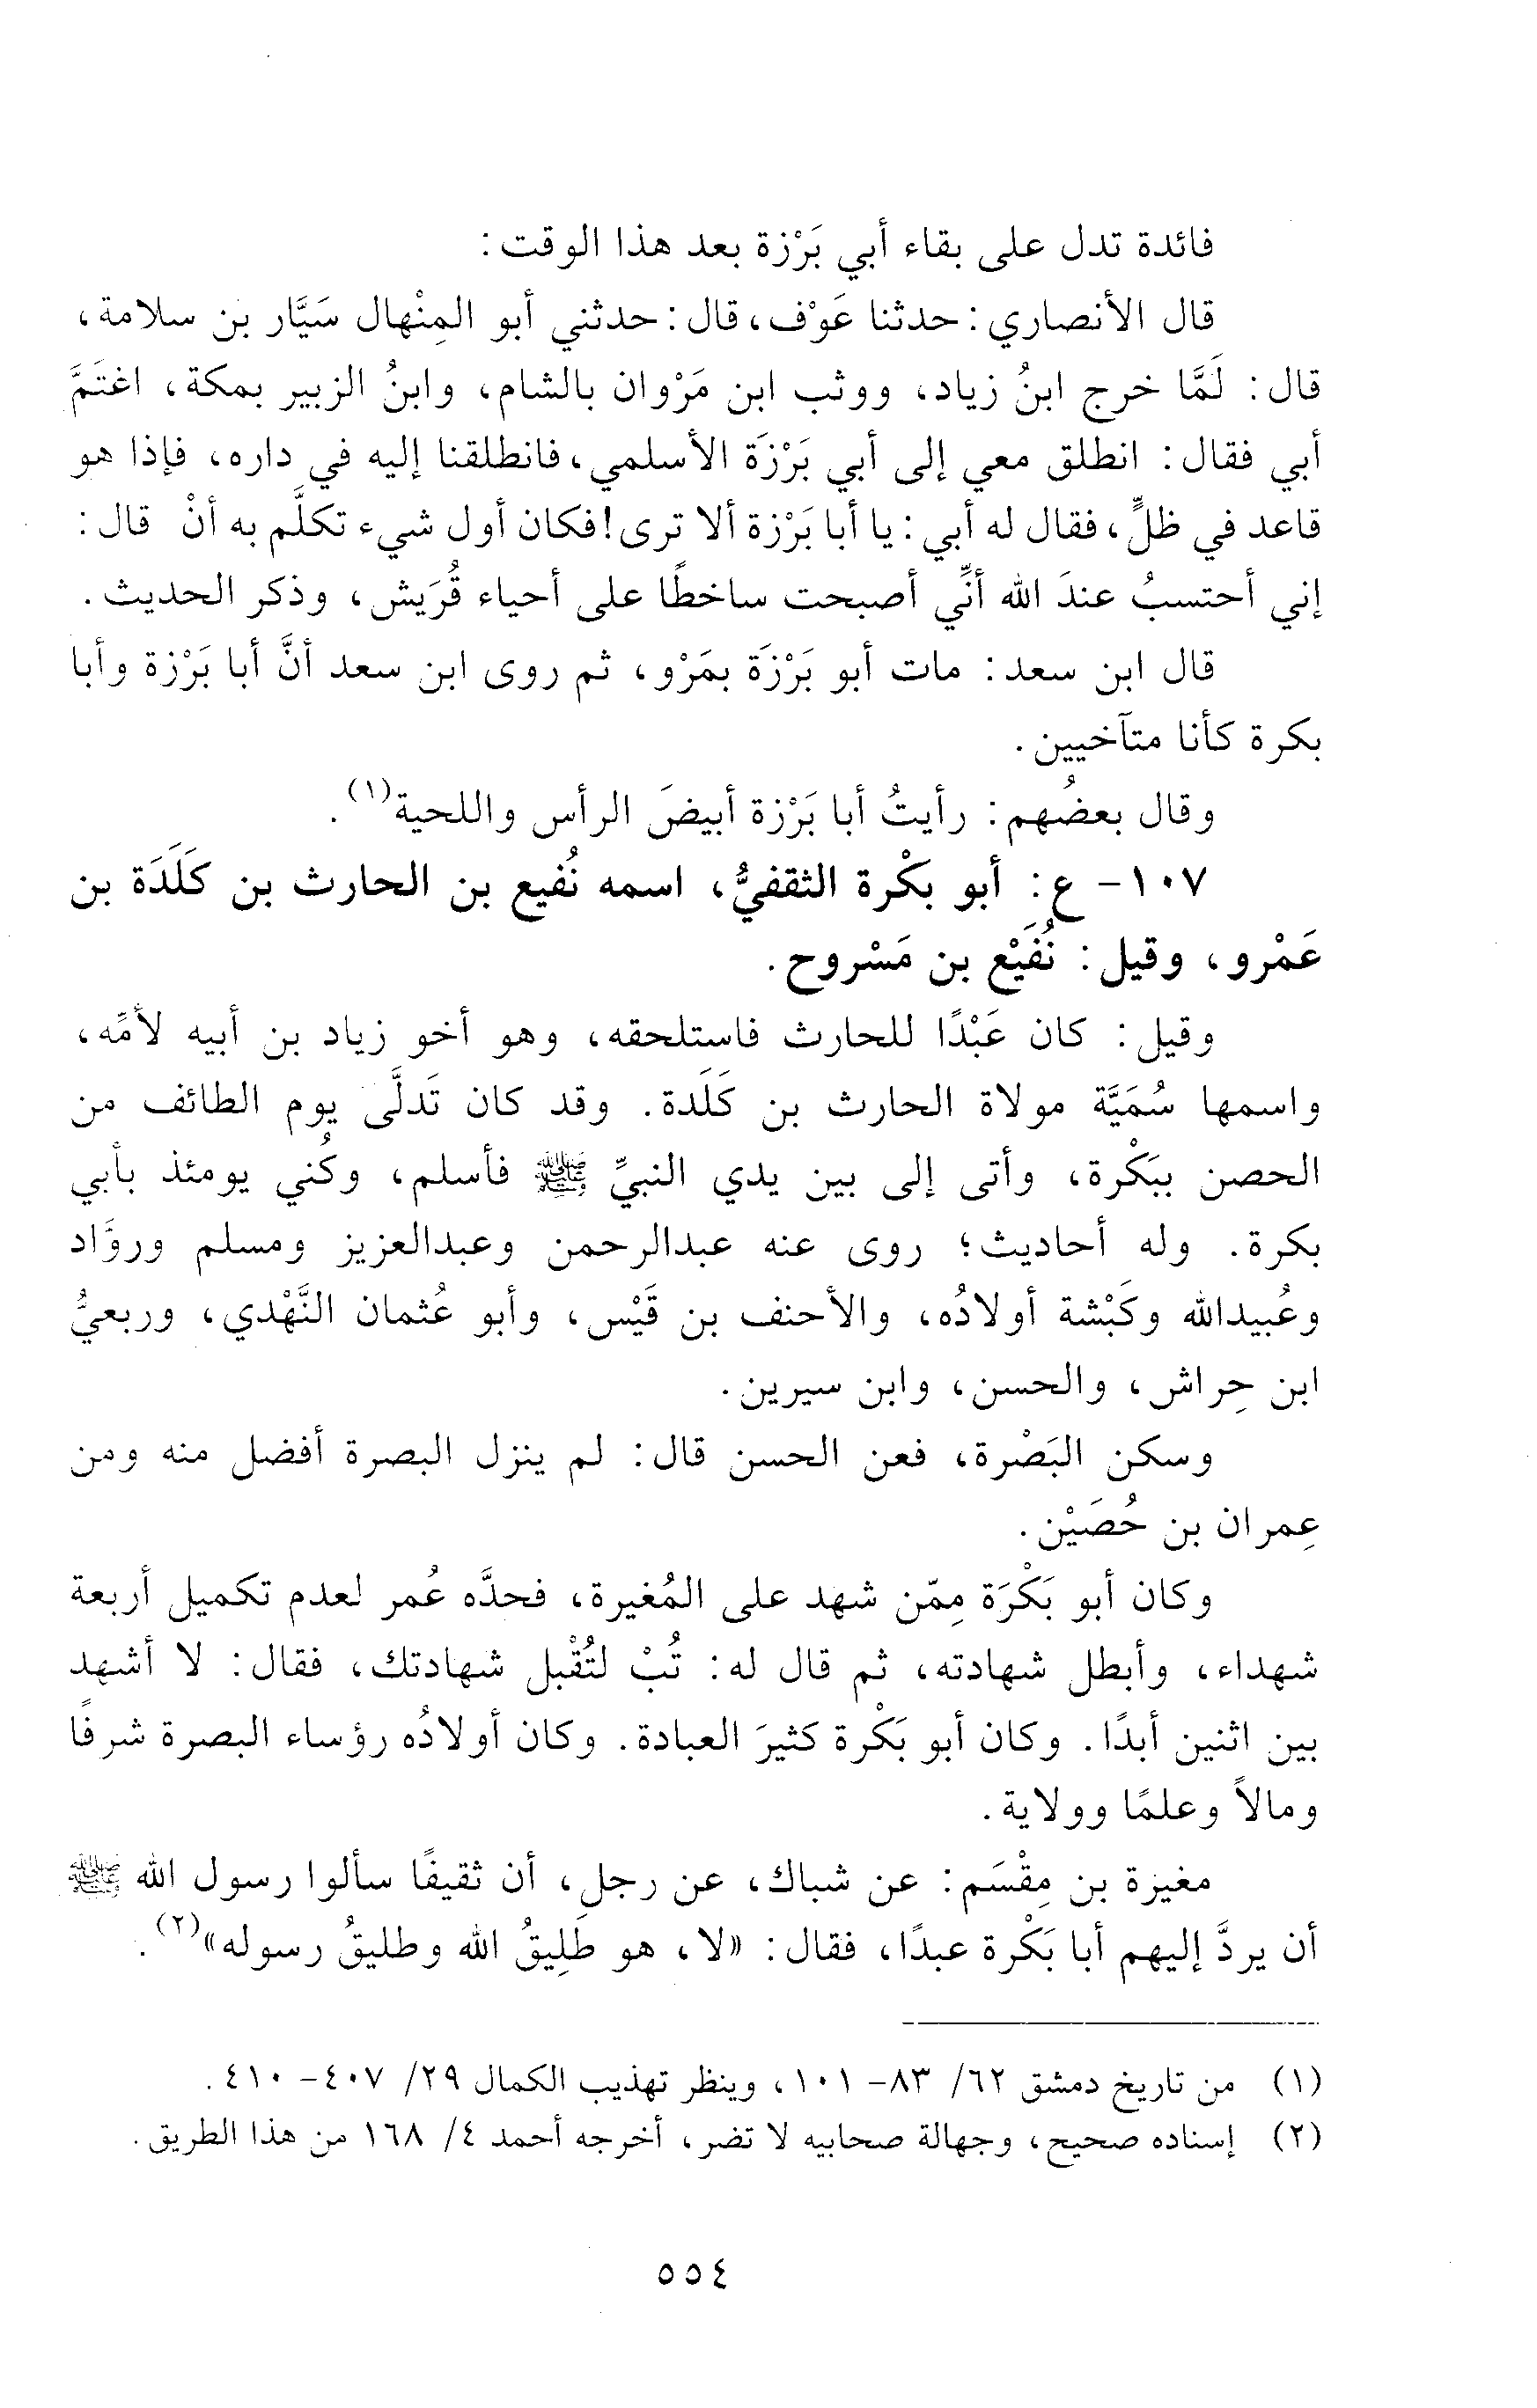 فائدة تدل على بقاء أبي بَرْزة بعد هذا الوقت:
قال الأنصاري: حدثنا عَوْف، قال: حدثني أبو المِنْهال سَيَّار بن سلامة،
قال: لَمَّا خرج ابنُ زياد، ووثب ابن مَرْوان بالشام، وابنُ الزبير بمكة، اغتَمَّ
أبي فقال: انطلق معي إلى أبي بَرْزَة الأسلمي، فانطلقنا إليه في داره، فإذا هو
قاعد في ظلٍّ، فقال له أبي: يا أبا بَرْزة ألا ترى! فكان أول شيء تكلَّم به أنْ قال:
إني أحتسبُ عندَ الله أنِّي أصبحت ساخطًا على أحياء قُرَيش، وذكر الحديث.
قال ابن سعد: مات أبو بَرْزَة بمَرْو، ثم روى ابن سعد أنَّ أبا بَرْزة وأبا
بكرة كأنا متآخيين.
وقال بعضُهم: رأيتُ أبا بَرْزة أبيضَ الرأس واللحية(١).
١٠٧- ع: أبو بكْرة الثقفيُّ، اسمه نُفيع بن الحارث بن كَلَدَة بن
عَمْرو، وقيل: نُفَيْع بن مَسْروح.
وقيل: كان عَبْدًا للحارث فاستلحقه، وهو أخو زياد بن أبيه لأمِّه،
واسمها سُمَيَّة مولاة الحارث بن كَلَدة. وقد كان تَدلَّى يوم الطائف من
الحصن ببَكْرة، وأتى إلى بين يدي النبيِّ ﷺ فأسلم، وكُني يومئذ بأبي
بكرة. وله أحاديث؛ روى عنه عبدالرحمن وعبدالعزيز ومسلم وروَّاد
وعُبيدالله وكَبْشة أولادُه، والأحنف بن قَيْس، وأبو عُثمان النَّهْدي، وربعيُّ
ابن حِراش، والحسن، وابن سيرين.
وسكن البَصْرة، فعن الحسن قال: لم ينزل البصرة أفضل منه ومن
عِمران بن حُصَيْن.
وكان أبو بَكْرَة مِمّن شهد على المُغيرة، فحدَّه عُمر لعدم تكميل أربعة
شهداء، وأبطل شهادته، ثم قال له: تُبْ لتُقْبل شهادتك، فقال: لا أشهد
بين اثنين أبدًا. وكان أبو بَكْرة كثيرَ العبادة. وكان أولادُه رؤساء البصرة شرفًا
ومالاً وعلمًا وولاية.
مغيزة بن مِقْسَم: عن شباك، عن رجل، أن ثقيفًا سألوا رسول الله ﷺ
أن يردَّ إليهم أبا بَكْرة عبدًا، فقال: «لا، هو طَلِيقُ الله وطليقُ رسوله»(٢).
(١) من تاريخ دمشق ٦٢/ ٨٣- ١٠١، وينظر تهذيب الكمال ٢٩/ ٤٠٧- ٤١٠.
(٢) إسناده صحيح، وجهالة صحابيه لا تضر، أخرجه أحمد ٤/ ١٦٨ من هذا الطريق.
٥٥٤